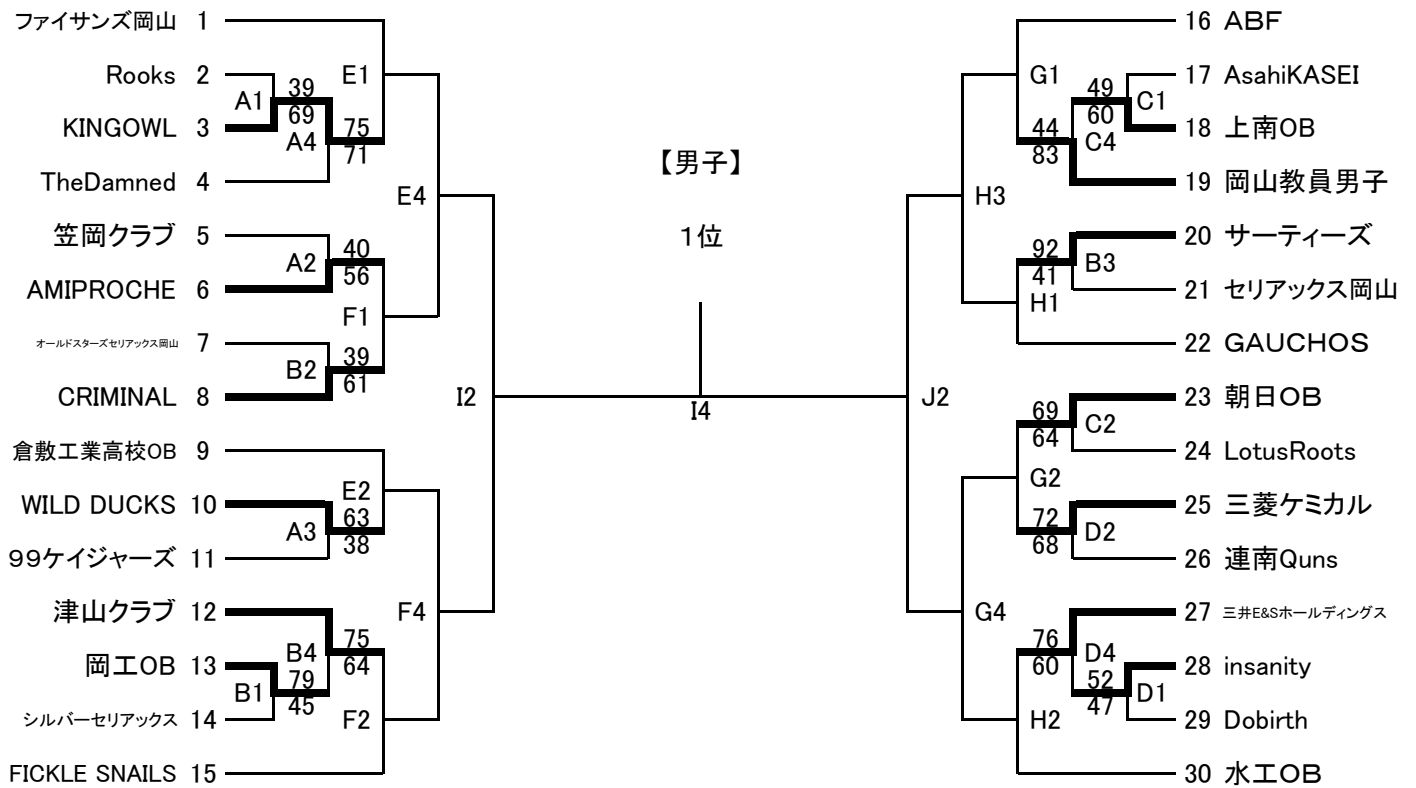 【男子】
1位
ファイサンズ岡山 1
Rooks 2
KINGOWL 3
TheDamned 4
笠岡クラブ 5
AMIPROCHE 6
オールドスターズセリアックス岡山 7
CRIMINAL 8
倉敷工業高校OB 9
WILD DUCKS 10
99ケイジャーズ 11
津山クラブ 12
岡工OB 13
シルバーセリアックス 14
FICKLE SNAILS 15
A1
39
69
A4
75
71
E1
A2
40
56
B2
39
61
F1
E4
A3
63
38
E2
B1
79
45
B4
75
64
F2
F4
I2
I4
J2
16 ABF
17 AsahiKASEI
18 上南OB
19 岡山教員男子
20 サーティーズ
21 セリアックス岡山
22 GAUCHOS
23 朝日OB
24 LotusRoots
25 三菱ケミカル
26 連南Quns
27 三井E&Sホールディングス
28 insanity
29 Dobirth
30 水工OB
C1
49
60
C4
44
83
G1
B3
92
41
H1
H3
C2
69
64
D2
72
68
G2
D1
52
47
D4
76
60
H2
G4